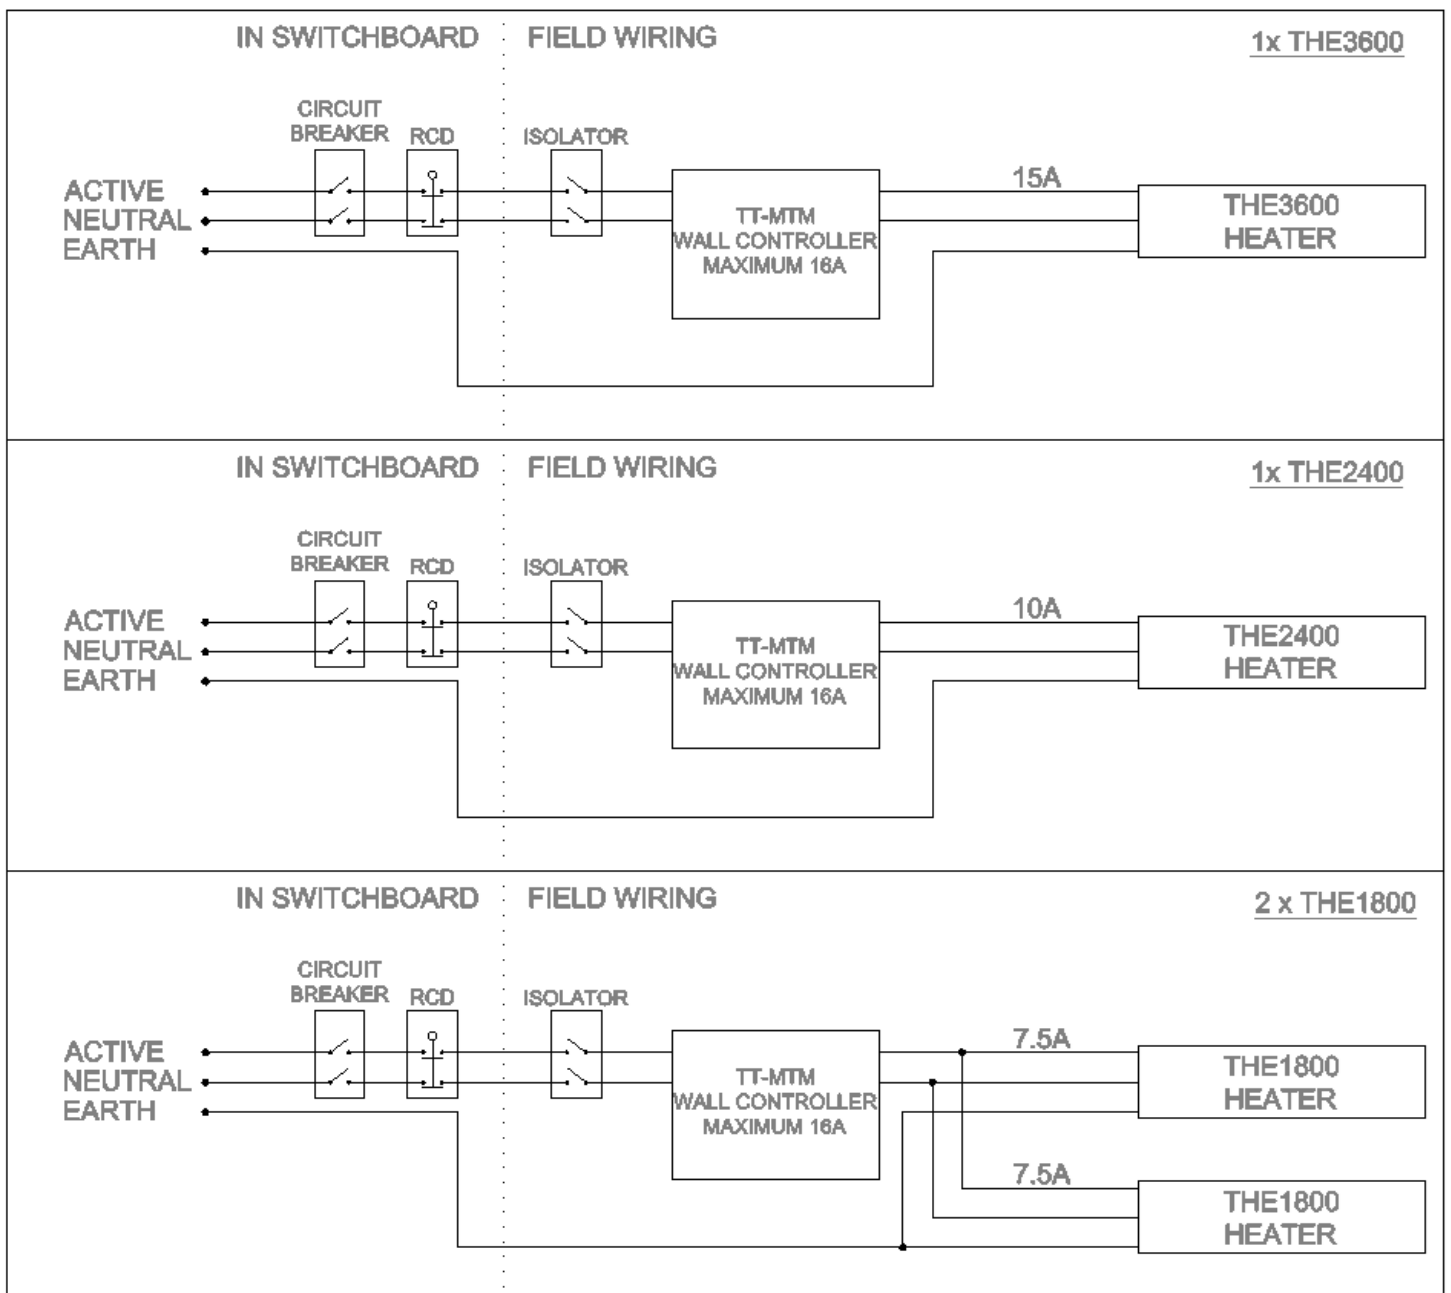 IN SWITCHBOARD FIELD WIRING 1x THE3600
CIRCUIT
BREAKER RCD ISOLATOR
ACTIVE
NEUTRAL
EARTH
TT-MTM
WALL CONTROLLER
MAXIMUM 16A
15A
THE3600
HEATER
IN SWITCHBOARD FIELD WIRING 1x THE2400
CIRCUIT
BREAKER RCD ISOLATOR
ACTIVE
NEUTRAL
EARTH
TT-MTM
WALL CONTROLLER
MAXIMUM 16A
10A
THE2400
HEATER
IN SWITCHBOARD FIELD WIRING 2 x THE1800
CIRCUIT
BREAKER RCD ISOLATOR
ACTIVE
NEUTRAL
EARTH
TT-MTM
WALL CONTROLLER
MAXIMUM 16A
7.5A
THE1800
HEATER
7.5A
THE1800
HEATER